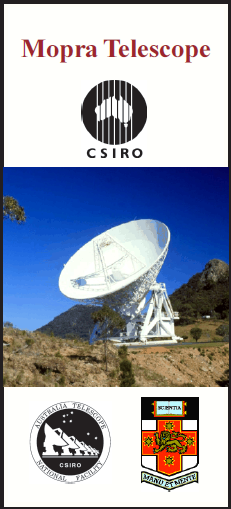 Mopra Telescope
CSIRO
AUSTRALIA TELESCOPE
CSIRO
NATIONAL FACILITY
SCIENTIA
MANU ET MENTE